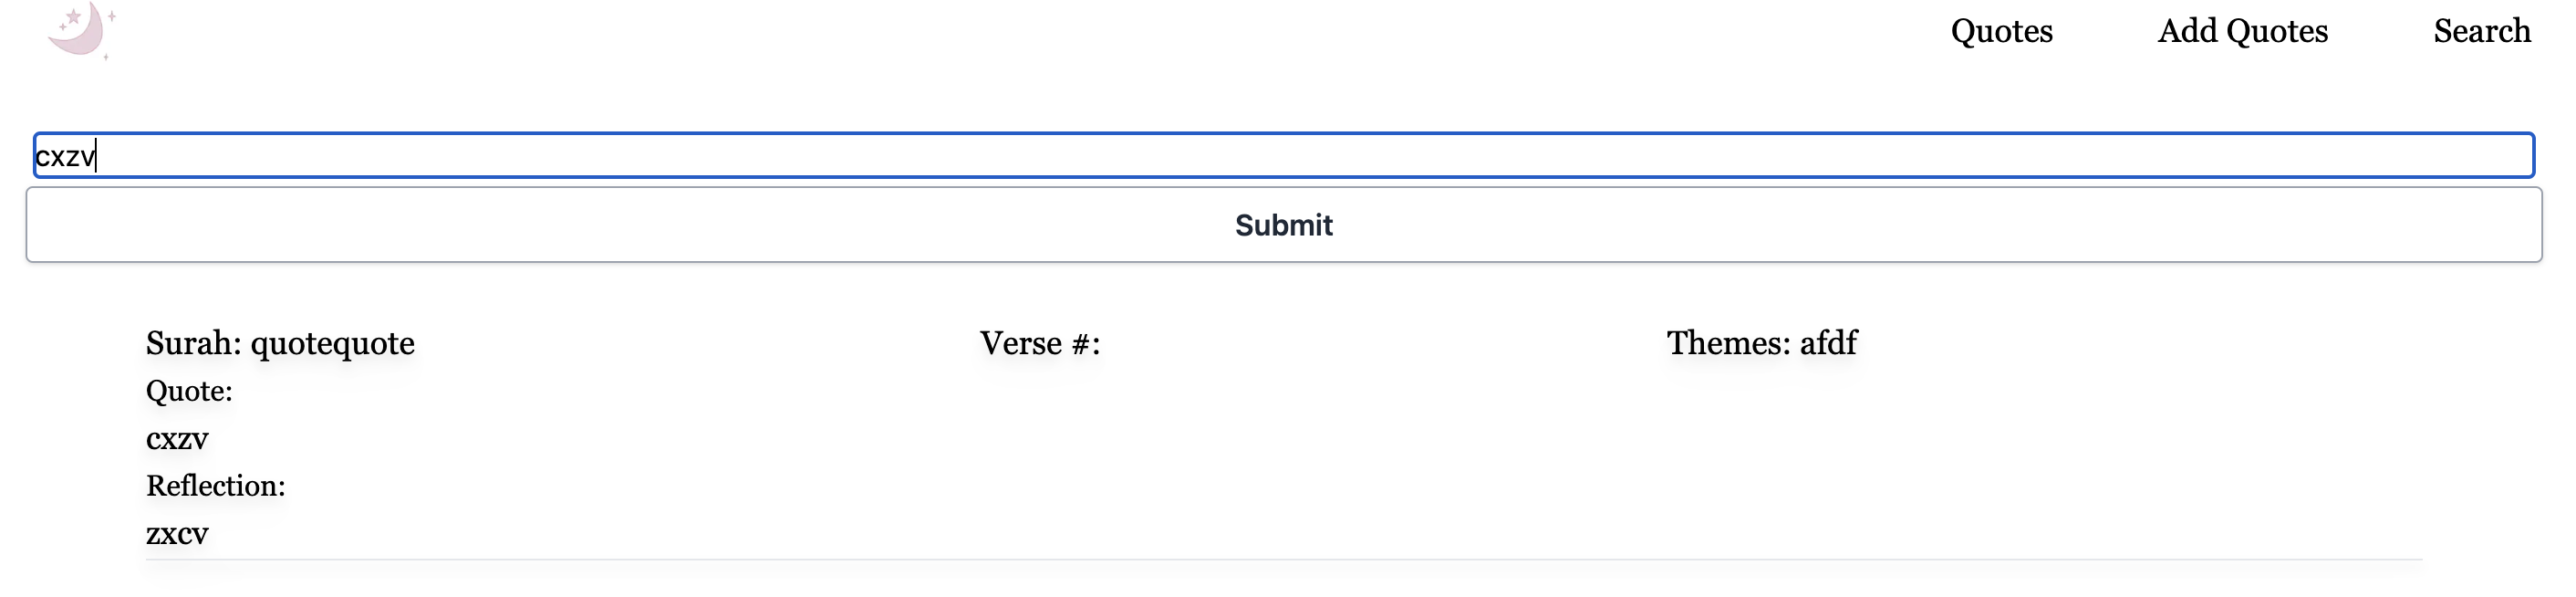 Quotes Add Quotes Search
cxzv
Submit
Surah: quotequote Verse #: Themes: afdf
Quote:
cxzv
Reflection:
zxcv